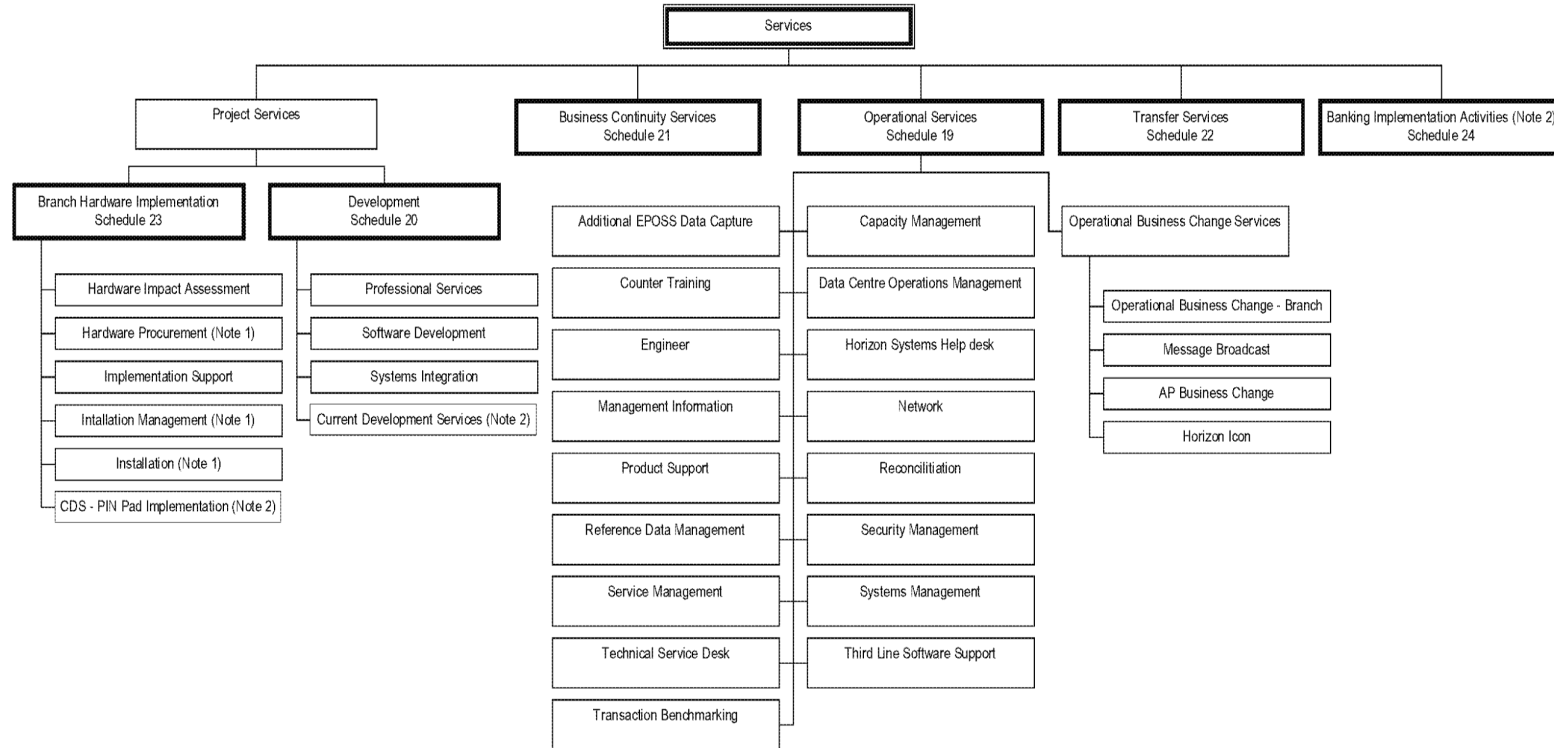 Services
Project Services
Business Continuity Services
Schedule 21
Operational Services
Schedule 19
Transfer Services
Schedule 22
Banking Implementation Activities (Note 2)
Schedule 24
Branch Hardware Implementation
Schedule 23
Development
Schedule 20
Hardware Impact Assessment
Hardware Procurement (Note 1)
Implementation Support
Intallation Management (Note 1)
Installation (Note 1)
CDS - PIN Pad Implementation (Note 2)
Professional Services
Software Development
Systems Integration
Current Development Services (Note 2)
Additional EPOSS Data Capture
Capacity Management
Counter Training
Data Centre Operations Management
Engineer
Horizon Systems Help desk
Management Information
Network
Product Support
Reconcilitiation
Reference Data Management
Security Management
Service Management
Systems Management
Technical Service Desk
Third Line Software Support
Transaction Benchmarking
Operational Business Change Services
Operational Business Change - Branch
Message Broadcast
AP Business Change
Horizon Icon